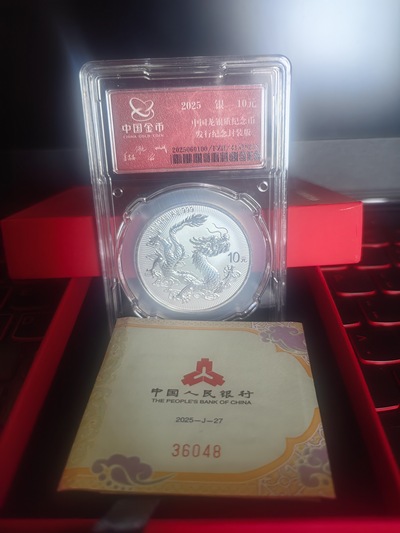 中国金币
CHINA GOLD COIN
2025 银 10元
中国龙银质纪念币
发行纪念封装版
10元
中国人民银行
THE PEOPLE'S BANK OF CHINA
2025-J-27
36048